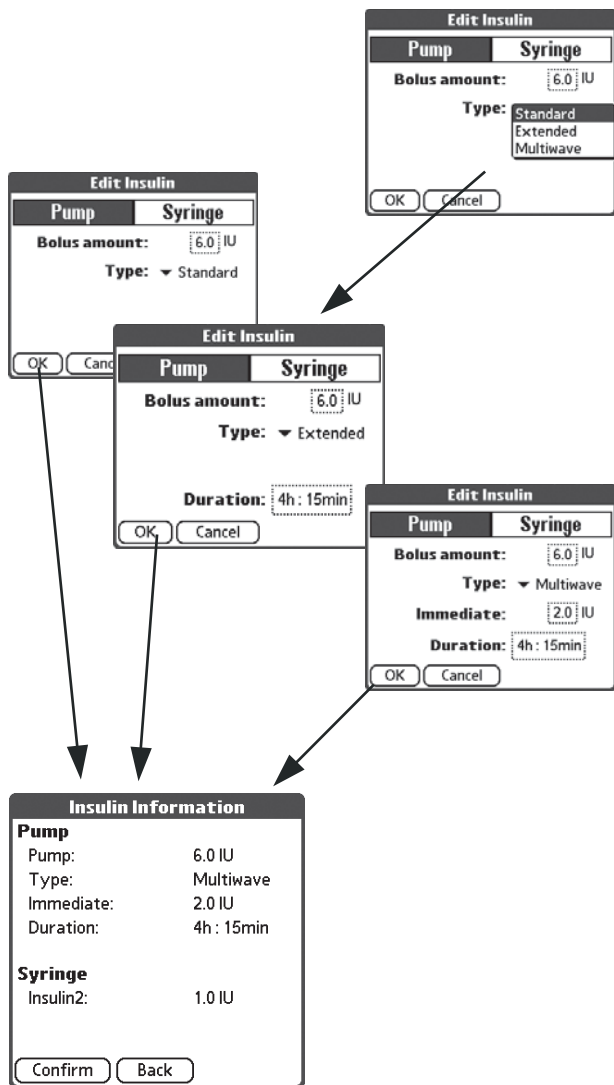 Edit Insulin
Pump Syringe
Bolus amount: 6.0 IU
Type: Standard
Extended
Multiwave
OK Cancel
Edit Insulin
Pump Syringe
Bolus amount: 6.0 IU
Type: Standard
OK Canc
Edit Insulin
Pump Syringe
Bolus amount: 6.0 IU
Type: Extended
Duration: 4h : 15min
OK Cancel
Edit Insulin
Pump Syringe
Bolus amount: 6.0 IU
Type: Multiwave
Immediate: 2.0 IU
Duration: 4h : 15min
OK Cancel
Insulin Information
Pump
Pump: 6.0 IU
Type: Multiwave
Immediate: 2.0 IU
Duration: 4h : 15min
Syringe
Insulin2: 1.0 IU
Confirm Back